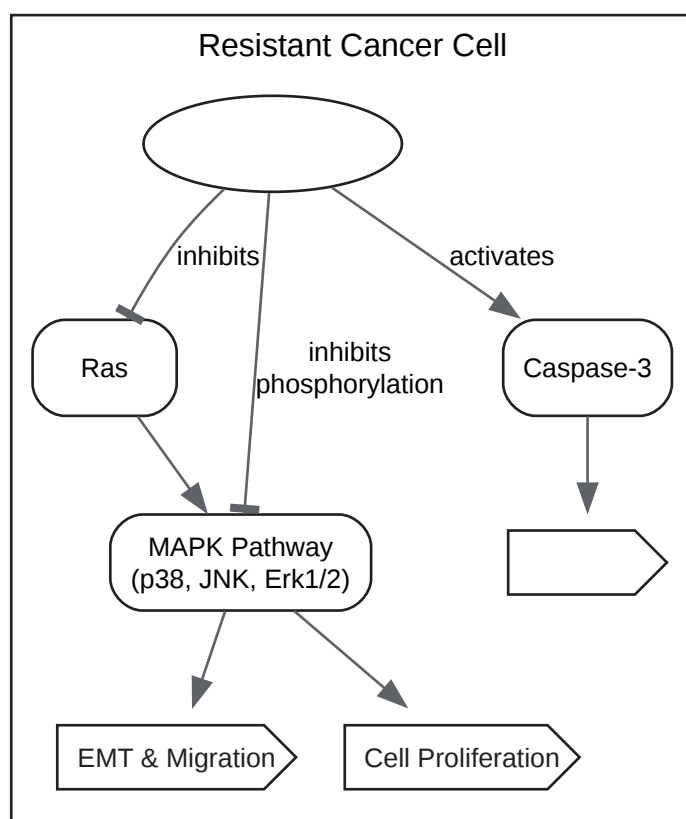 Resistant Cancer Cell
inhibits
activates
Ras
inhibits
phosphorylation
Caspase-3
MAPK Pathway
(p38, JNK, Erk1/2)
EMT & Migration
Cell Proliferation